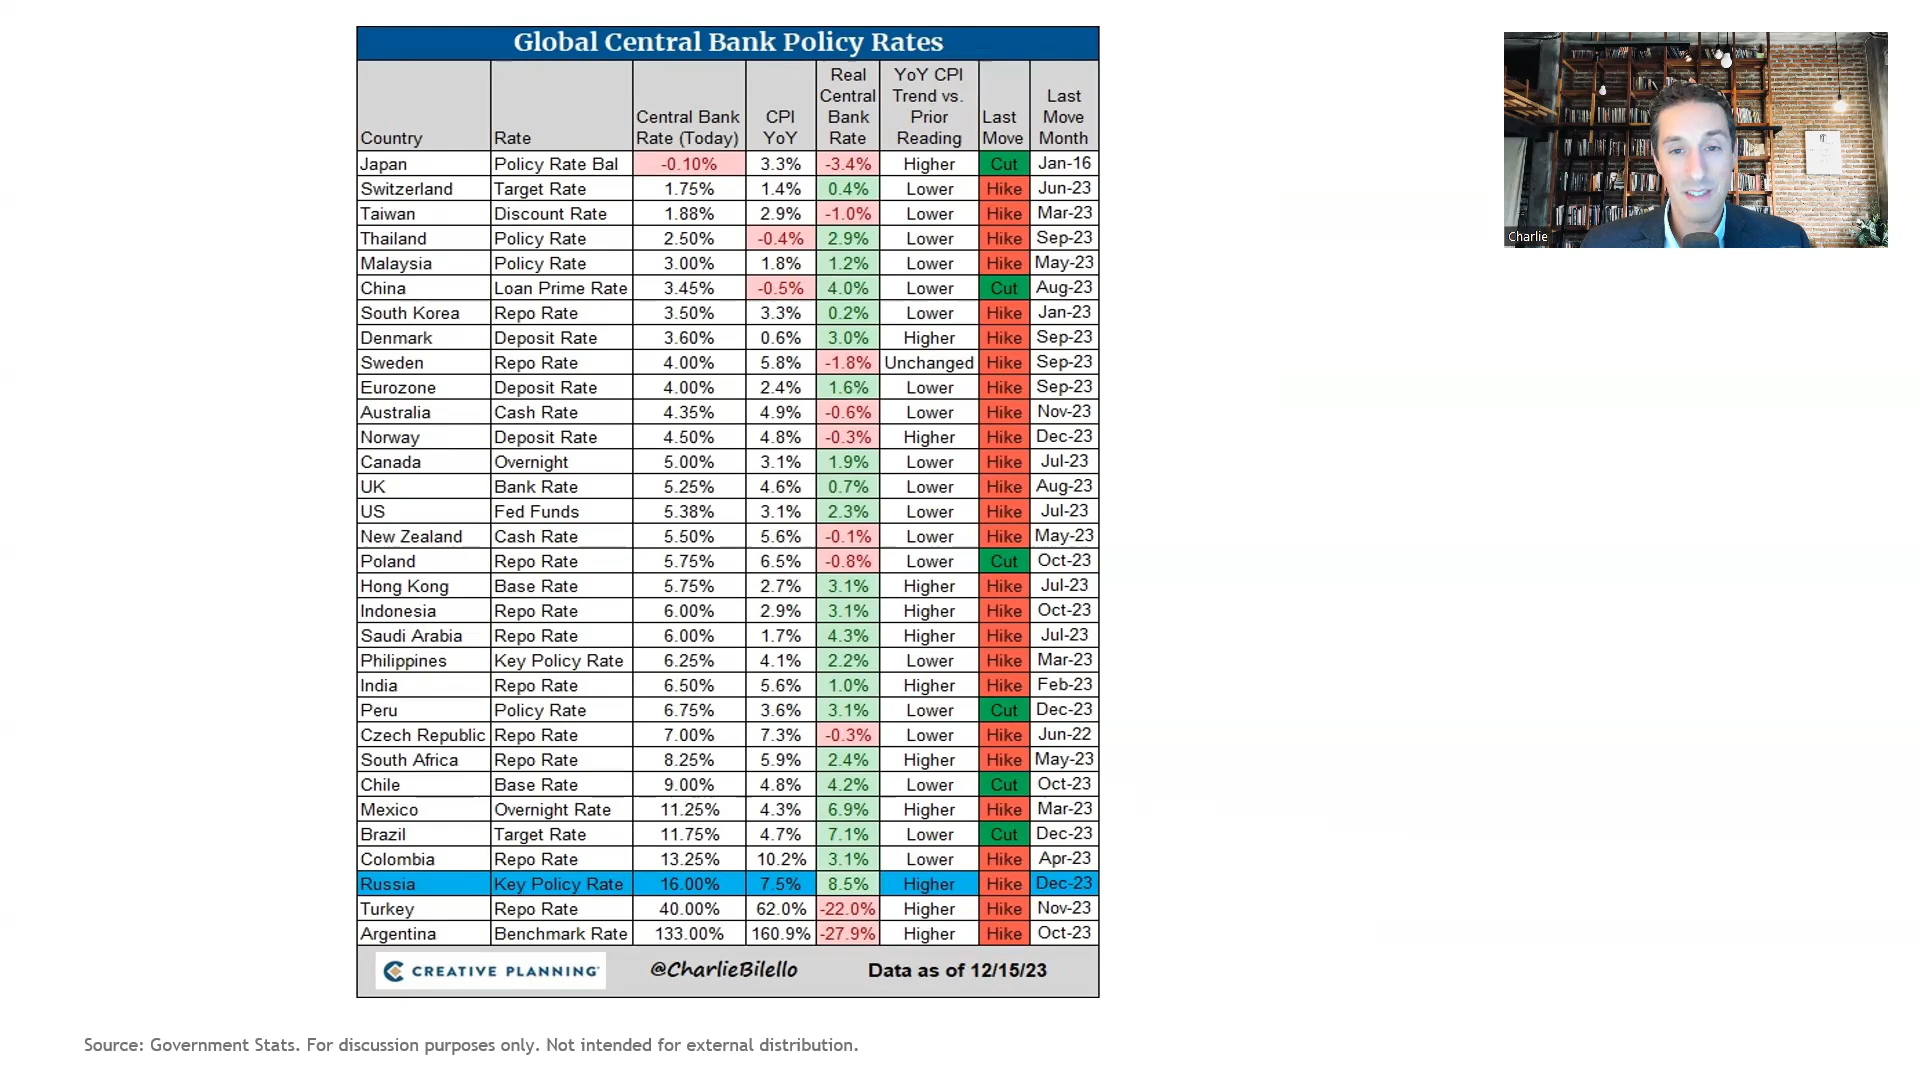 Global Central Bank Policy Rates
Country Rate Central Bank Rate (Today) CPI YoY Real Central Bank Rate YoY CPI Trend vs. Prior Reading Last Move Last Move Month
Japan Policy Rate Bal -0.10% 3.3% -3.4% Higher Cut Jan-16
Switzerland Target Rate 1.75% 1.4% 0.4% Lower Hike Jun-23
Taiwan Discount Rate 1.88% 2.9% -1.0% Lower Hike Mar-23
Thailand Policy Rate 2.50% -0.4% 2.9% Lower Hike Sep-23
Malaysia Policy Rate 3.00% 1.8% 1.2% Lower Hike May-23
China Loan Prime Rate 3.45% -0.5% 4.0% Lower Cut Aug-23
South Korea Repo Rate 3.50% 3.3% 0.2% Lower Hike Jan-23
Denmark Deposit Rate 3.60% 0.6% 3.0% Higher Hike Sep-23
Sweden Repo Rate 4.00% 5.8% -1.8% Unchanged Hike Sep-23
Eurozone Deposit Rate 4.00% 2.4% 1.6% Lower Hike Sep-23
Australia Cash Rate 4.35% 4.9% -0.6% Lower Hike Nov-23
Norway Deposit Rate 4.50% 4.8% -0.3% Higher Hike Dec-23
Canada Overnight 5.00% 3.1% 1.9% Lower Hike Jul-23
UK Bank Rate 5.25% 4.6% 0.7% Lower Hike Aug-23
US Fed Funds 5.38% 3.1% 2.3% Lower Hike Jul-23
New Zealand Cash Rate 5.50% 5.6% -0.1% Lower Hike May-23
Poland Repo Rate 5.75% 6.5% -0.8% Lower Cut Oct-23
Hong Kong Base Rate 5.75% 2.7% 3.1% Higher Hike Jul-23
Indonesia Repo Rate 6.00% 2.9% 3.1% Higher Hike Oct-23
Saudi Arabia Repo Rate 6.00% 1.7% 4.3% Higher Hike Jul-23
Philippines Key Policy Rate 6.25% 4.1% 2.2% Lower Hike Mar-23
India Repo Rate 6.50% 5.6% 1.0% Higher Hike Feb-23
Peru Policy Rate 6.75% 3.6% 3.1% Lower Cut Dec-23
Czech Republic Repo Rate 7.00% 7.3% -0.3% Lower Hike Jun-22
South Africa Repo Rate 8.25% 5.9% 2.4% Higher Hike May-23
Chile Base Rate 9.00% 4.8% 4.2% Lower Cut Oct-23
Mexico Overnight Rate 11.25% 4.3% 6.9% Higher Hike Mar-23
Brazil Target Rate 11.75% 4.7% 7.1% Lower Cut Dec-23
Colombia Repo Rate 13.25% 10.2% 3.1% Lower Hike Apr-23
Russia Key Policy Rate 16.00% 7.5% 8.5% Higher Hike Dec-23
Turkey Repo Rate 40.00% 62.0% -22.0% Higher Hike Nov-23
Argentina Benchmark Rate 133.00% 160.9% -27.9% Higher Hike Oct-23
CREATIVE PLANNING @CharlieBilello Data as of 12/15/23
Charlie
Source: Government Stats. For discussion purposes only. Not intended for external distribution.